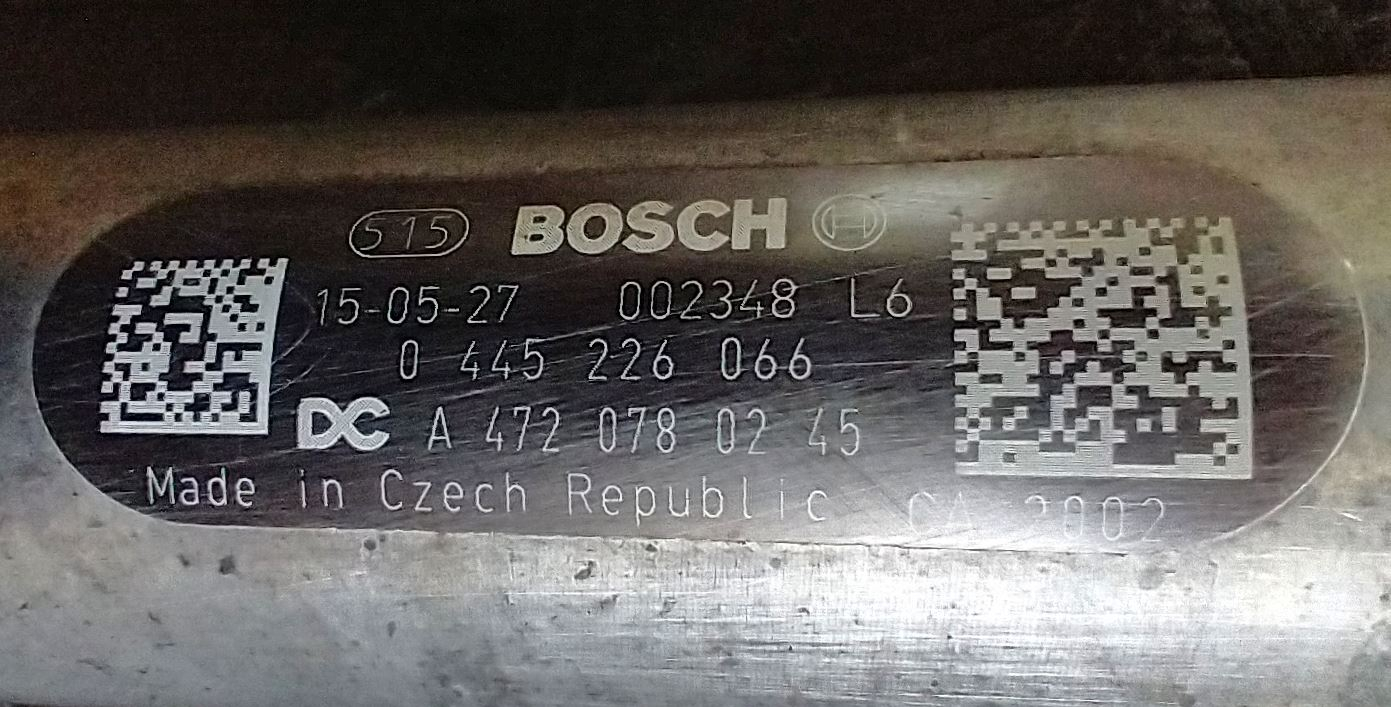 515 BOSCH
15-05-27 002348 L6
0 445 226 066
DC A 472 078 02 45
Made in Czech Republic CA